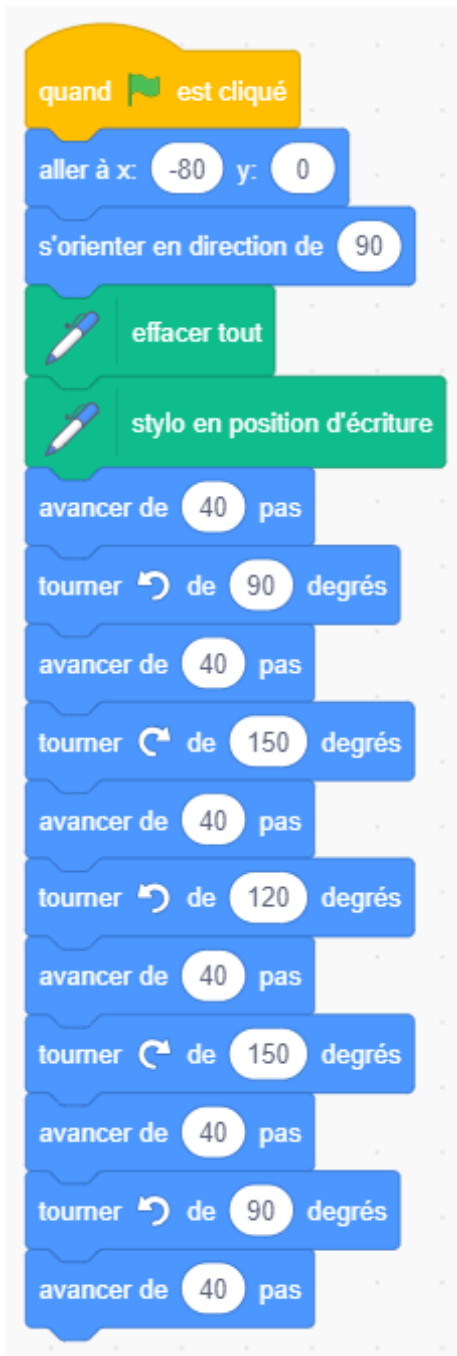 quand est cliqué
aller à x: -80 y: 0
s'orienter en direction de 90
effacer tout
stylo en position d'écriture
avancer de 40 pas
tourner de 90 degrés
avancer de 40 pas
tourner de 150 degrés
avancer de 40 pas
tourner de 120 degrés
avancer de 40 pas
tourner de 150 degrés
avancer de 40 pas
tourner de 90 degrés
avancer de 40 pas